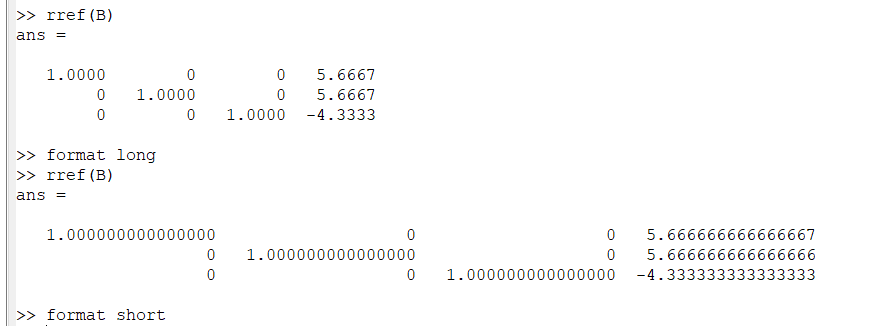 >> rref(B)
ans =
1.0000 0 0 5.6667
0 1.0000 0 5.6667
0 0 1.0000 -4.3333
>> format long
>> rref(B)
ans =
1.000000000000000 0 0 5.666666666666667
0 1.000000000000000 0 5.666666666666666
0 0 1.000000000000000 -4.333333333333333
>> format short